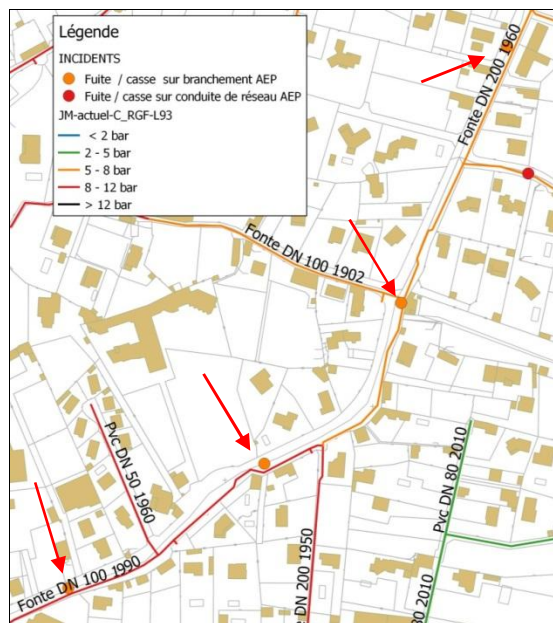 Légende
INCIDENTS
Fuite / casse sur branchement AEP
Fuite / casse sur conduite de réseau AEP
JM-actuel-C_RGF-L93
< 2 bar
2 - 5 bar
5 - 8 bar
8 - 12 bar
> 12 bar
Fonte DN 200 1960
Fonte DN 100 1902
Pvc DN 50 1960
Pvc DN 80 2010
Fonte DN 100 1990
DN 200 1950
80 2010